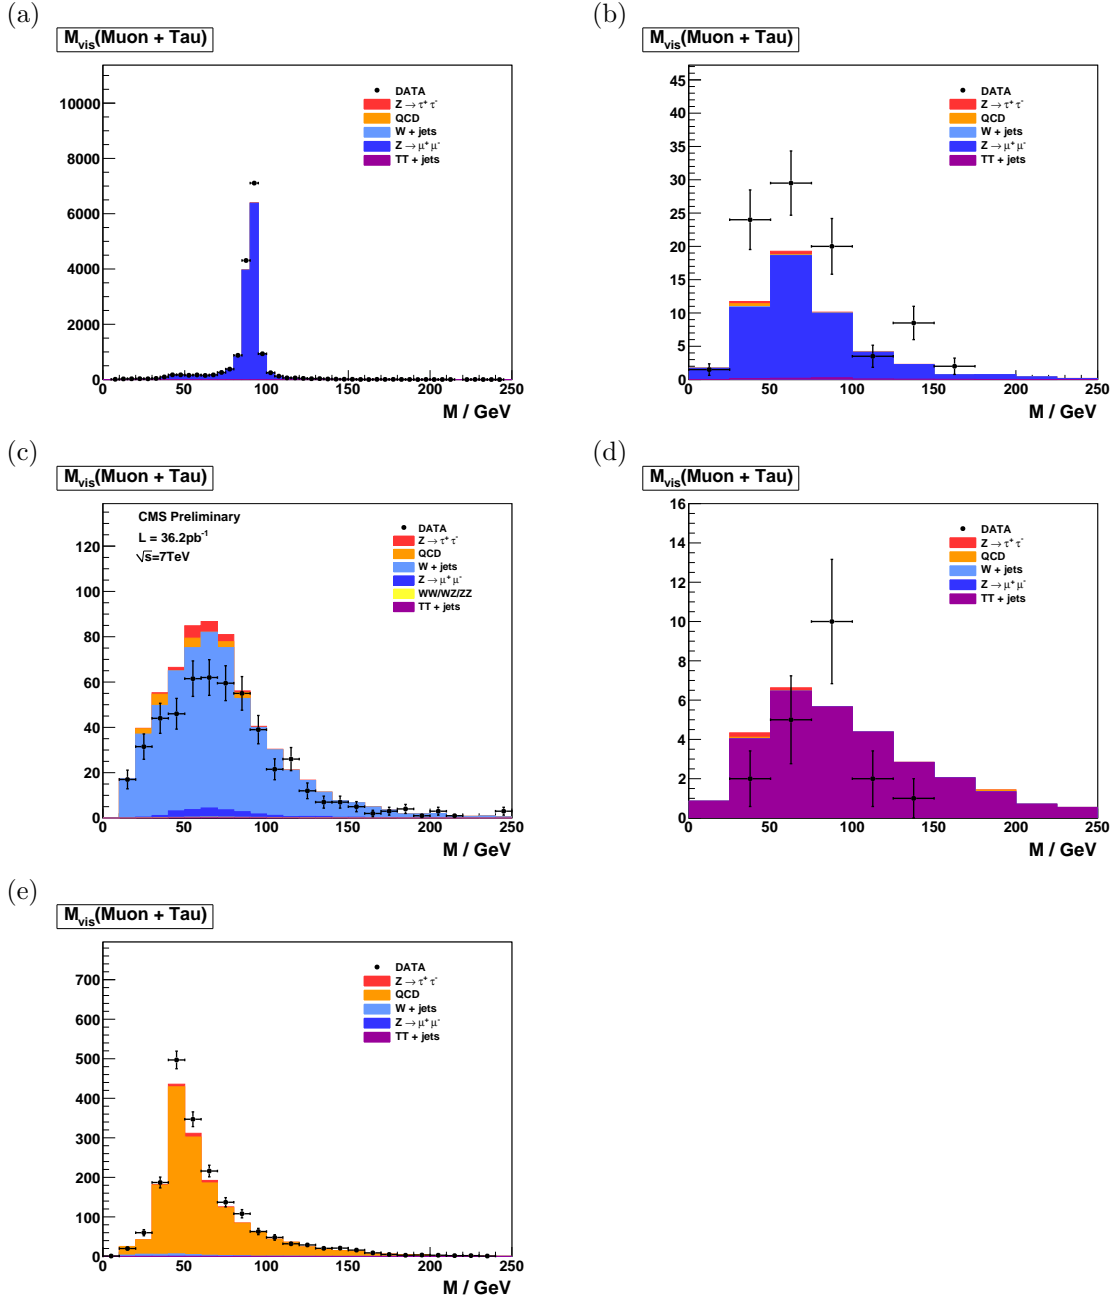 (a)
M_vis(Muon + Tau)
10000
8000
6000
4000
2000
0
DATA
Z → τ⁺ τ⁻
QCD
W + jets
Z → μ⁺ μ⁻
TT + jets
0 50 100 150 200 250
M / GeV
(b)
M_vis(Muon + Tau)
45
40
35
30
25
20
15
10
5
0
DATA
Z → τ⁺ τ⁻
QCD
W + jets
Z → μ⁺ μ⁻
TT + jets
0 50 100 150 200 250
M / GeV
(c)
M_vis(Muon + Tau)
CMS Preliminary
L = 36.2pb⁻¹
√s=7TeV
120
100
80
60
40
20
0
DATA
Z → τ⁺ τ⁻
QCD
W + jets
Z → μ⁺ μ⁻
WW/WZ/ZZ
TT + jets
0 50 100 150 200 250
M / GeV
(d)
M_vis(Muon + Tau)
16
14
12
10
8
6
4
2
0
DATA
Z → τ⁺ τ⁻
QCD
W + jets
Z → μ⁺ μ⁻
TT + jets
0 50 100 150 200 250
M / GeV
(e)
M_vis(Muon + Tau)
700
600
500
400
300
200
100
0
DATA
Z → τ⁺ τ⁻
QCD
W + jets
Z → μ⁺ μ⁻
TT + jets
0 50 100 150 200 250
M / GeV